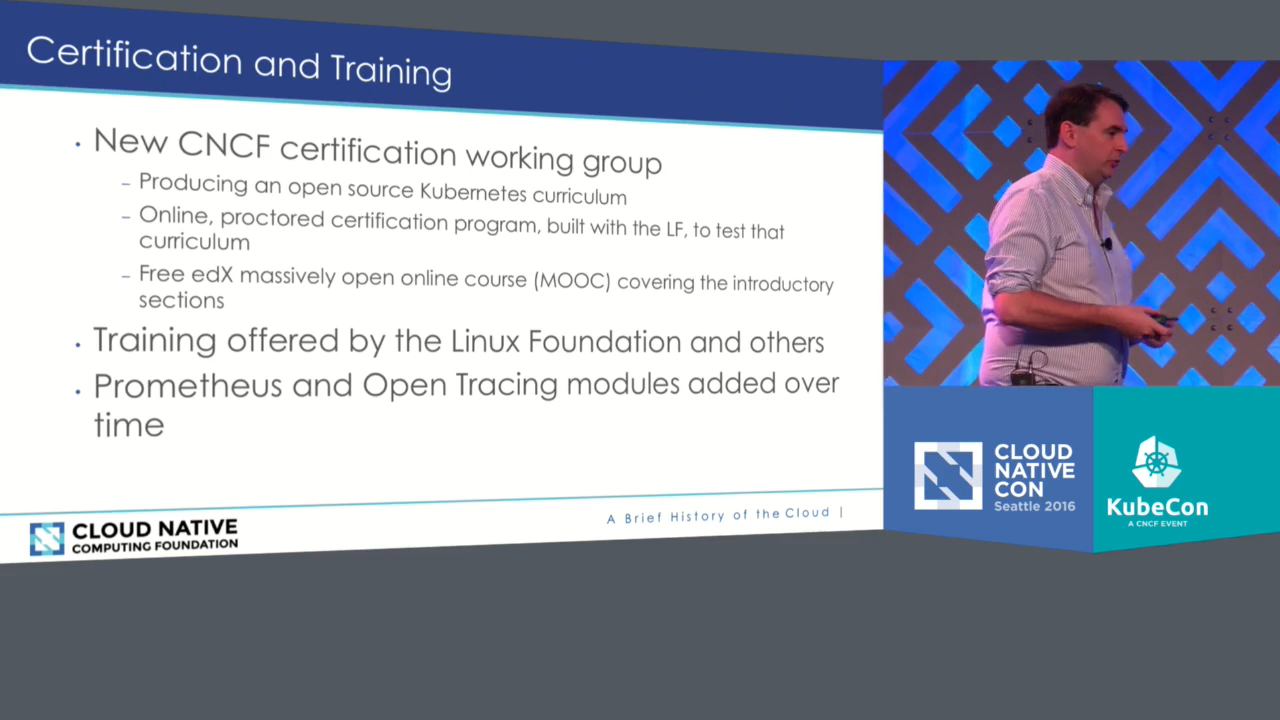 Certification and Training
· New CNCF certification working group
– Producing an open source Kubernetes curriculum
– Online, proctored certification program, built with the LF, to test that
curriculum
– Free edX massively open online course (MOOC) covering the introductory
sections
· Training offered by the Linux Foundation and others
· Prometheus and Open Tracing modules added over
time
A Brief History of the Cloud |
CLOUD NATIVE
COMPUTING FOUNDATION
CLOUD
NATIVE
CON
Seattle 2016
KubeCon
A CNCF EVENT